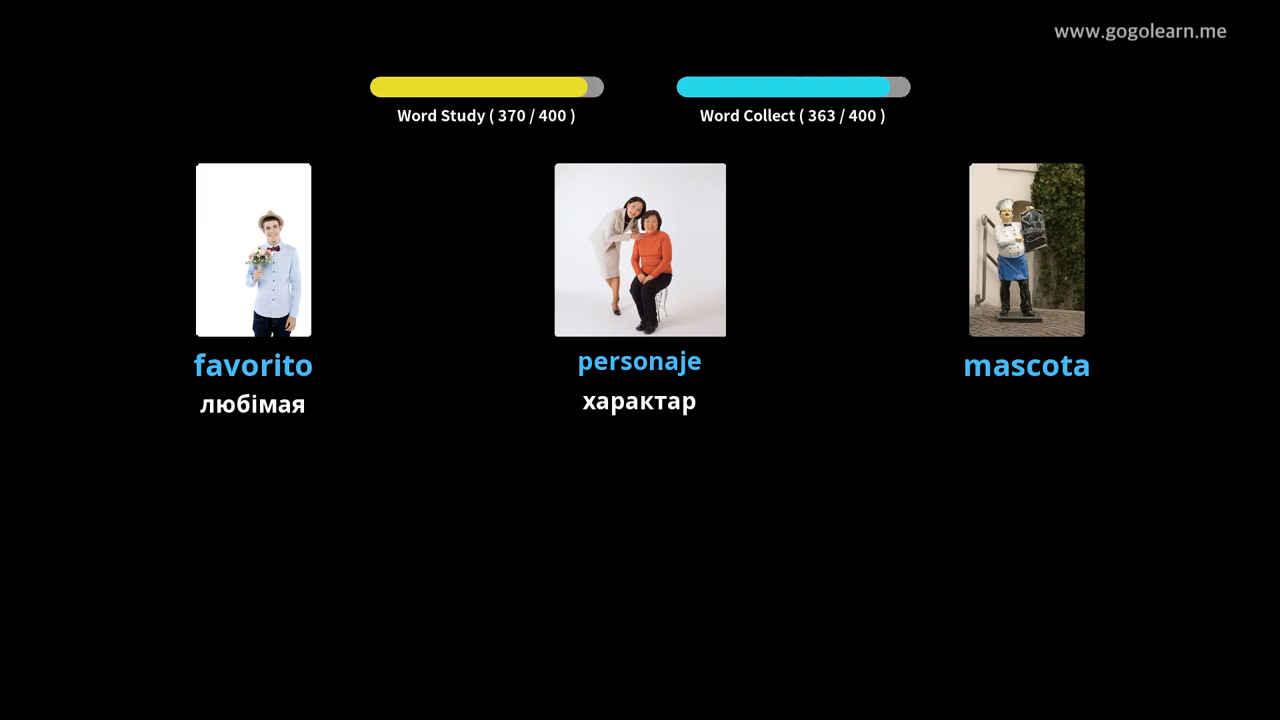 www.gogolearn.me
Word Study ( 370 / 400 )
Word Collect ( 363 / 400 )
favorito
personaje
mascota
любімая
характар